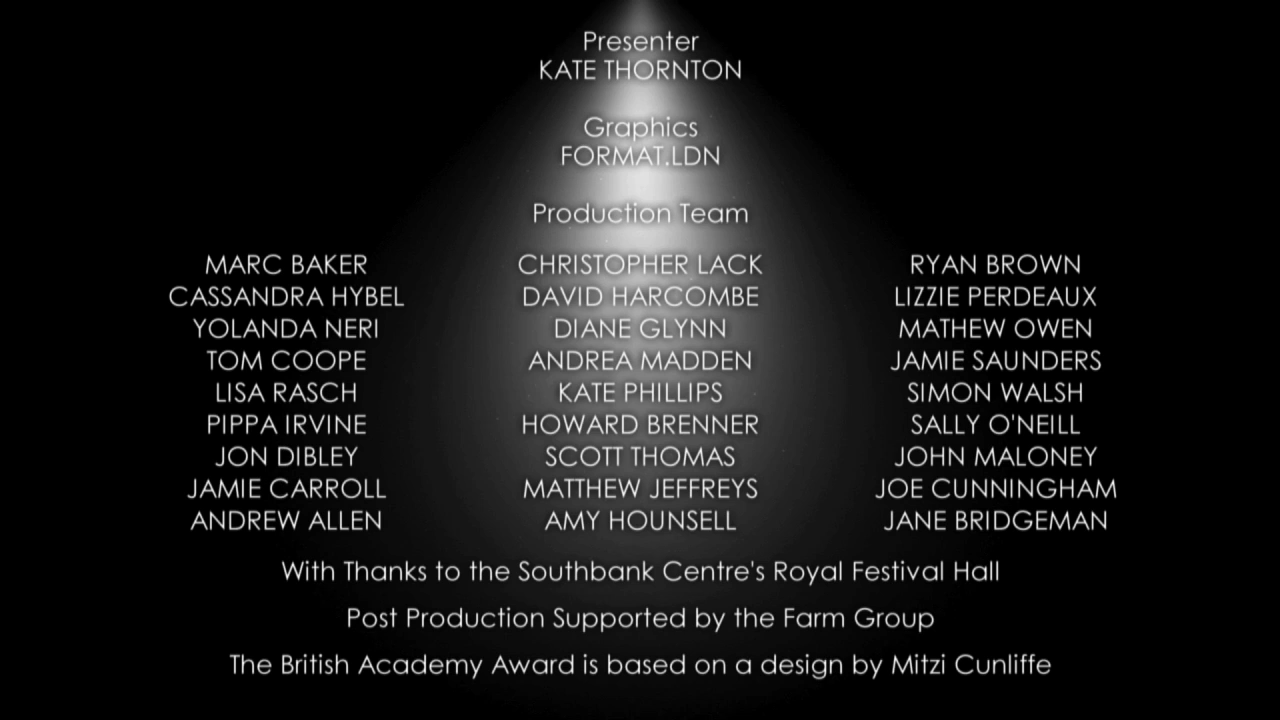 Presenter
KATE THORNTON
Graphics
FORMAT.LDN
Production Team
MARC BAKER CHRISTOPHER LACK RYAN BROWN
CASSANDRA HYBEL DAVID HARCOMBE LIZZIE PERDEAUX
YOLANDA NERI DIANE GLYNN MATHEW OWEN
TOM COOPE ANDREA MADDEN JAMIE SAUNDERS
LISA RASCH KATE PHILLIPS SIMON WALSH
PIPPA IRVINE HOWARD BRENNER SALLY O'NEILL
JON DIBLEY SCOTT THOMAS JOHN MALONEY
JAMIE CARROLL MATTHEW JEFFREYS JOE CUNNINGHAM
ANDREW ALLEN AMY HOUNSELL JANE BRIDGEMAN
With Thanks to the Southbank Centre's Royal Festival Hall
Post Production Supported by the Farm Group
The British Academy Award is based on a design by Mitzi Cunliffe